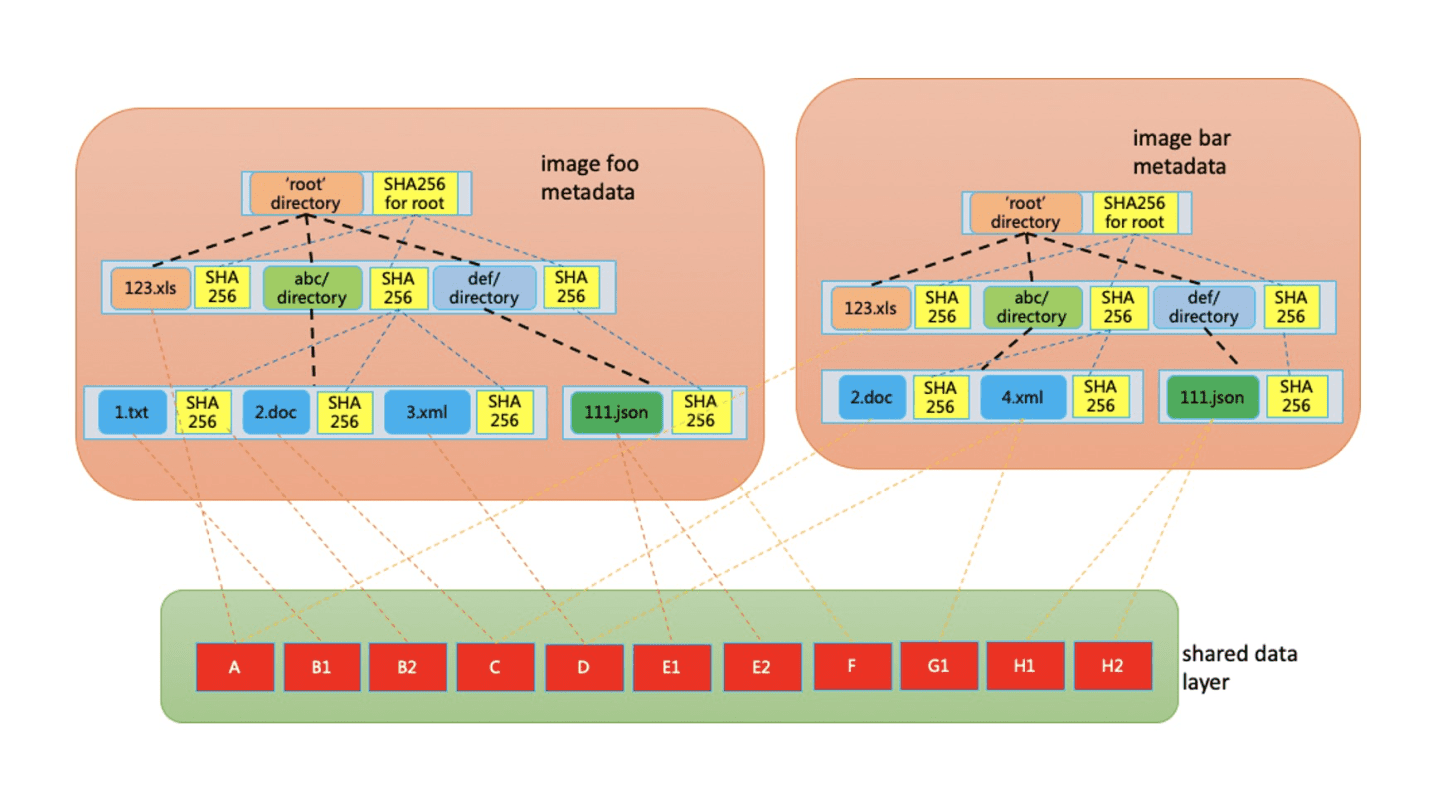 image foo
metadata
'root'
directory
SHA256
for root
123.xls
SHA
256
abc/
directory
SHA
256
def/
directory
SHA
256
1.txt
SHA
256
2.doc
SHA
256
3.xml
SHA
256
111.json
SHA
256
image bar
metadata
'root'
directory
SHA256
for root
123.xls
SHA
256
abc/
directory
SHA
256
def/
directory
SHA
256
2.doc
SHA
256
4.xml
SHA
256
111.json
SHA
256
A
B1
B2
C
D
E1
E2
F
G1
H1
H2
shared data
layer